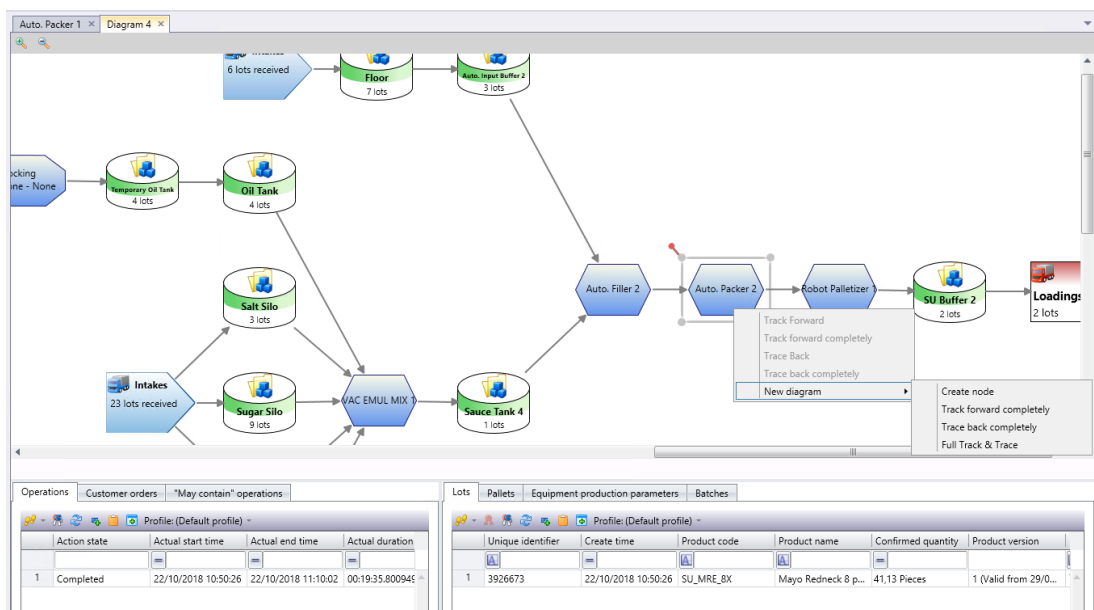 Auto. Packer 1
Diagram 4
Intakes
6 lots received
Floor
7 lots
Auto. Input Buffer 2
3 lots
ocking
one - None
Temporary Oil Tank
4 lots
Oil Tank
4 lots
Salt Silo
3 lots
Intakes
23 lots received
Sugar Silo
9 lots
VAC EMUL MIX 1
Sauce Tank 4
1 lots
Auto. Filler 2
Auto. Packer 2
Robot Palletizer 1
SU Buffer 2
2 lots
Loadings
2 lots
Track Forward
Track forward completely
Trace Back
Trace back completely
New diagram
Create node
Track forward completely
Trace back completely
Full Track & Trace
Operations Customer orders "May contain" operations
Profile: (Default profile)
Action state Actual start time Actual end time Actual duration
1 Completed 22/10/2018 10:50:26 22/10/2018 11:10:02 00:19:35.800949
Lots Pallets Equipment production parameters Batches
Profile: (Default profile)
Unique identifier Create time Product code Product name Confirmed quantity Product version
1 3926673 22/10/2018 10:50:26 SU_MRE_8X Mayo Redneck 8 p... 41,13 Pieces 1 (Valid from 29/0...